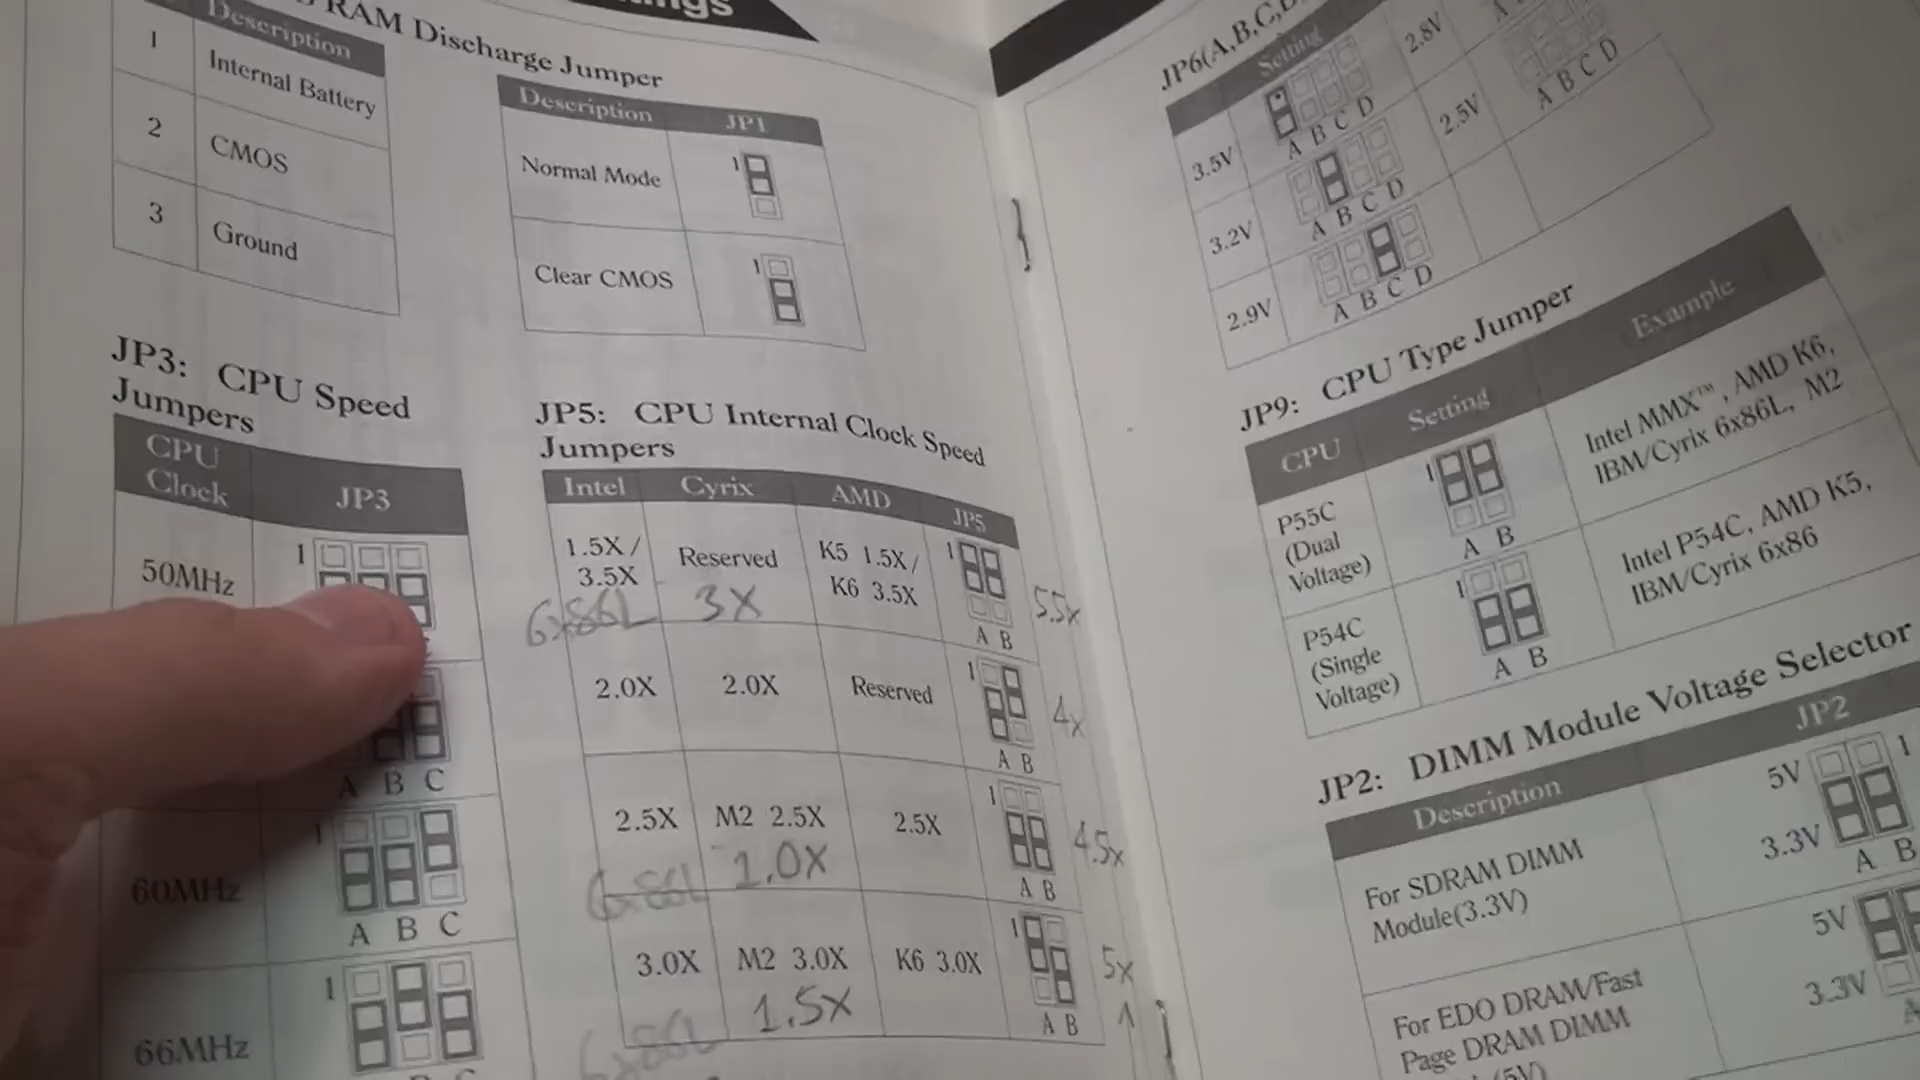 RAM Discharge Jumper
Description
1 Internal Battery
2 CMOS
3 Ground
Description JP1
Normal Mode 1
Clear CMOS 1
JP3: CPU Speed
Jumpers
CPU
Clock JP3
50MHz 1
A B C
60MHz 1
A B C
66MHz 1
JP5: CPU Internal Clock Speed
Jumpers
Intel Cyrix AMD JP5
1.5X / 3.5X Reserved K5 1.5X / K6 3.5X 1
6x86L 3X 5.5x
A B
2.0X 2.0X Reserved 1 4x
A B
2.5X M2 2.5X 2.5X 1 4.5x
6x86L 1.0X
A B
3.0X M2 3.0X K6 3.0X 1 5x
6x86L 1.5X
A B
JP6(A,B,C,D
Setting
3.5V A B C D 2.8V
3.2V A B C D 2.5V A B C D
2.9V A B C D
JP9: CPU Type Jumper
CPU Setting Example
P55C
(Dual
Voltage)
1
A B
Intel MMX™, AMD K6,
IBM/Cyrix 6x86L, M2
P54C
(Single
Voltage)
1
A B
Intel P54C, AMD K5,
IBM/Cyrix 6x86
JP2: DIMM Module Voltage Selector
Description JP2
For SDRAM DIMM
Module(3.3V)
5V 1
3.3V
A B
For EDO DRAM/Fast
Page DRAM DIMM
(5V)
5V
3.3V
A